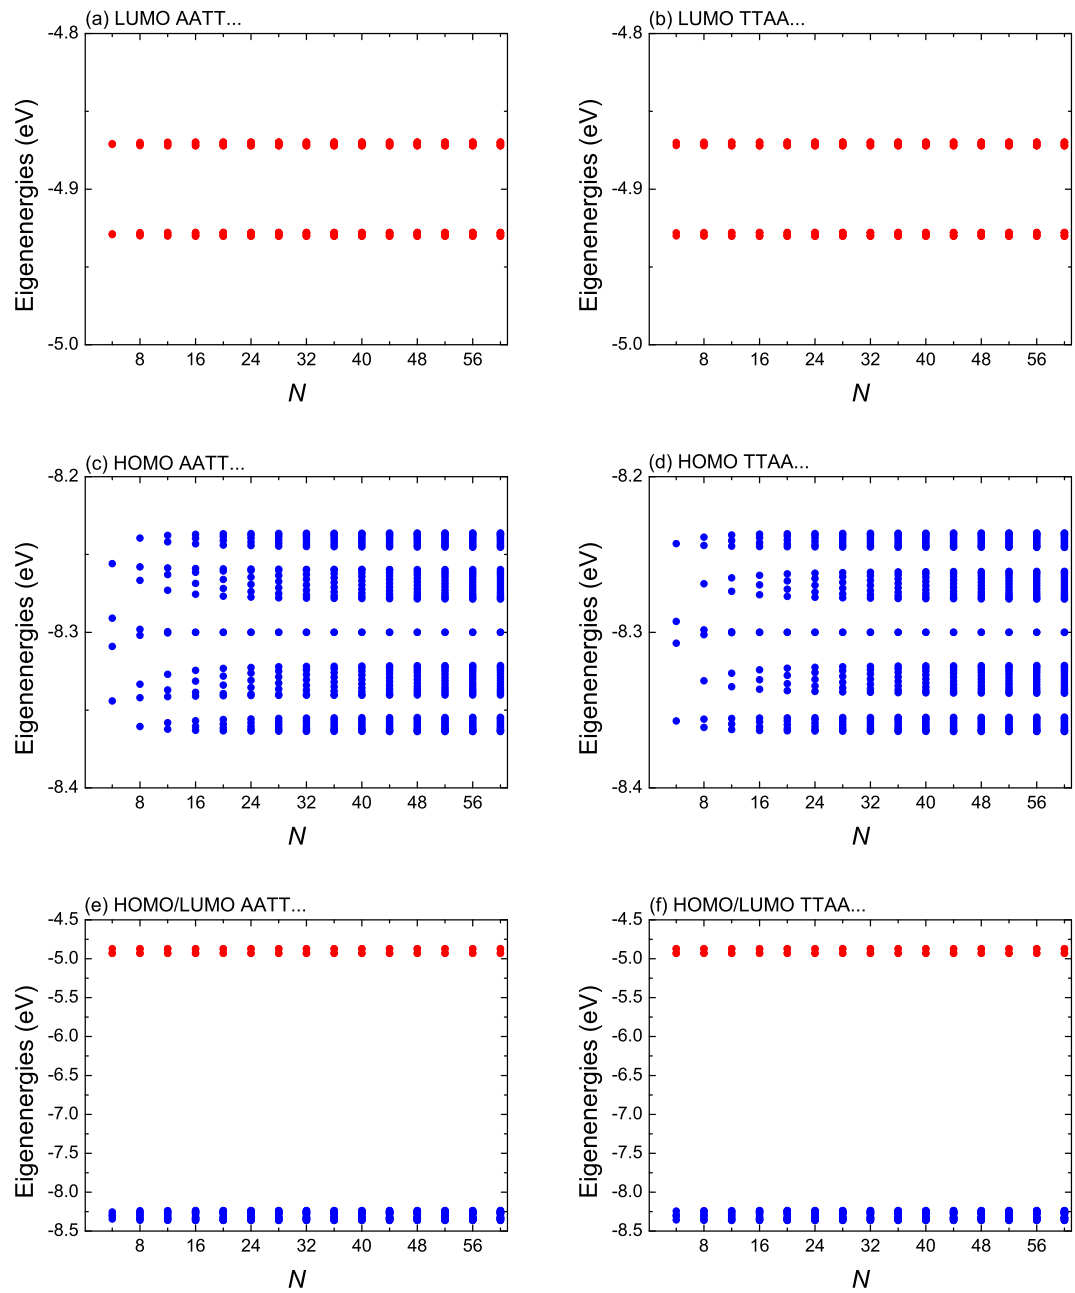 (a) LUMO AATT...
(b) LUMO TTAA...
-4.8
-4.9
-5.0
Eigenenergies (eV)
8 16 24 32 40 48 56
N
-4.8
-4.9
-5.0
Eigenenergies (eV)
8 16 24 32 40 48 56
N
(c) HOMO AATT...
(d) HOMO TTAA...
-8.2
-8.3
-8.4
Eigenenergies (eV)
8 16 24 32 40 48 56
N
-8.2
-8.3
-8.4
Eigenenergies (eV)
8 16 24 32 40 48 56
N
(e) HOMO/LUMO AATT...
(f) HOMO/LUMO TTAA...
-4.5
-5.0
-5.5
-6.0
-6.5
-7.0
-7.5
-8.0
-8.5
Eigenenergies (eV)
8 16 24 32 40 48 56
N
-4.5
-5.0
-5.5
-6.0
-6.5
-7.0
-7.5
-8.0
-8.5
Eigenenergies (eV)
8 16 24 32 40 48 56
N